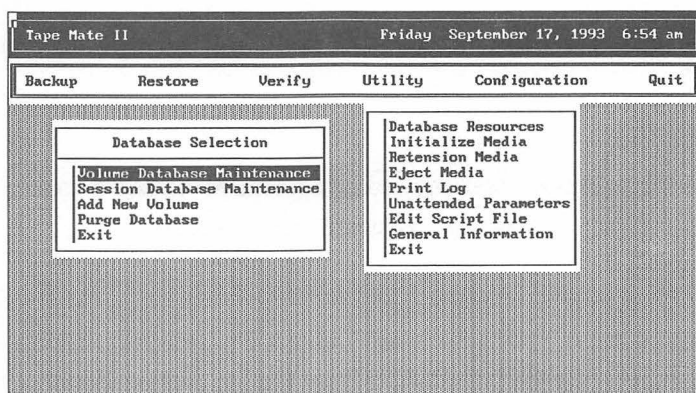 Tape Mate II Friday September 17, 1993 6:54 am
Backup Restore Verify Utility Configuration Quit
Database Selection
Volume Database Maintenance
Session Database Maintenance
Add New Volume
Purge Database
Exit
Database Resources
Initialize Media
Retension Media
Eject Media
Print Log
Unattended Parameters
Edit Script File
General Information
Exit